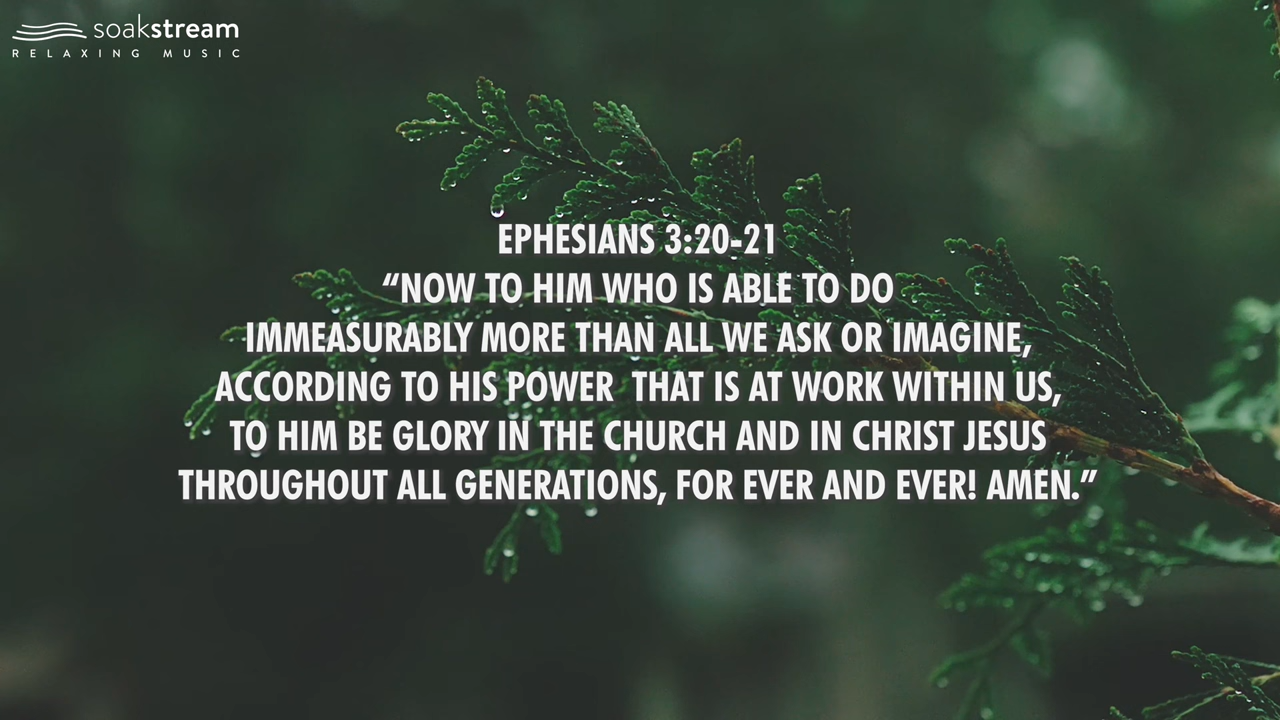 soakstream
RELAXING MUSIC
EPHESIANS 3:20-21
“NOW TO HIM WHO IS ABLE TO DO
IMMEASURABLY MORE THAN ALL WE ASK OR IMAGINE,
ACCORDING TO HIS POWER  THAT IS AT WORK WITHIN US,
TO HIM BE GLORY IN THE CHURCH AND IN CHRIST JESUS
THROUGHOUT ALL GENERATIONS, FOR EVER AND EVER! AMEN.”